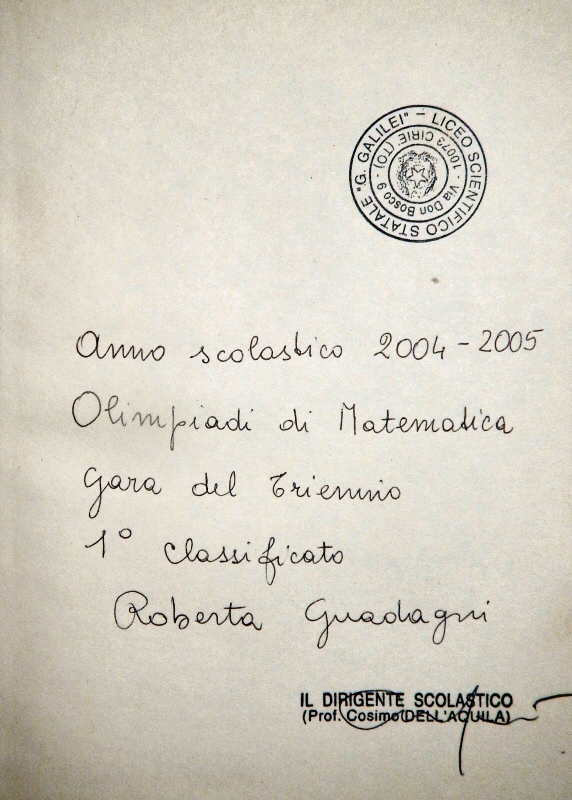 LICEO SCIENTIFICO STATALE "G. GALILEI" –
Via Don Bosco 9 · 10073 CIRIE (TO) ·
Anno scolastico 2004-2005
Olimpiadi di Matematica
Gara del Triennio
1° classificato
Roberta Guadagni
IL DIRIGENTE SCOLASTICO
(Prof. Cosimo DELL'AQUILA)